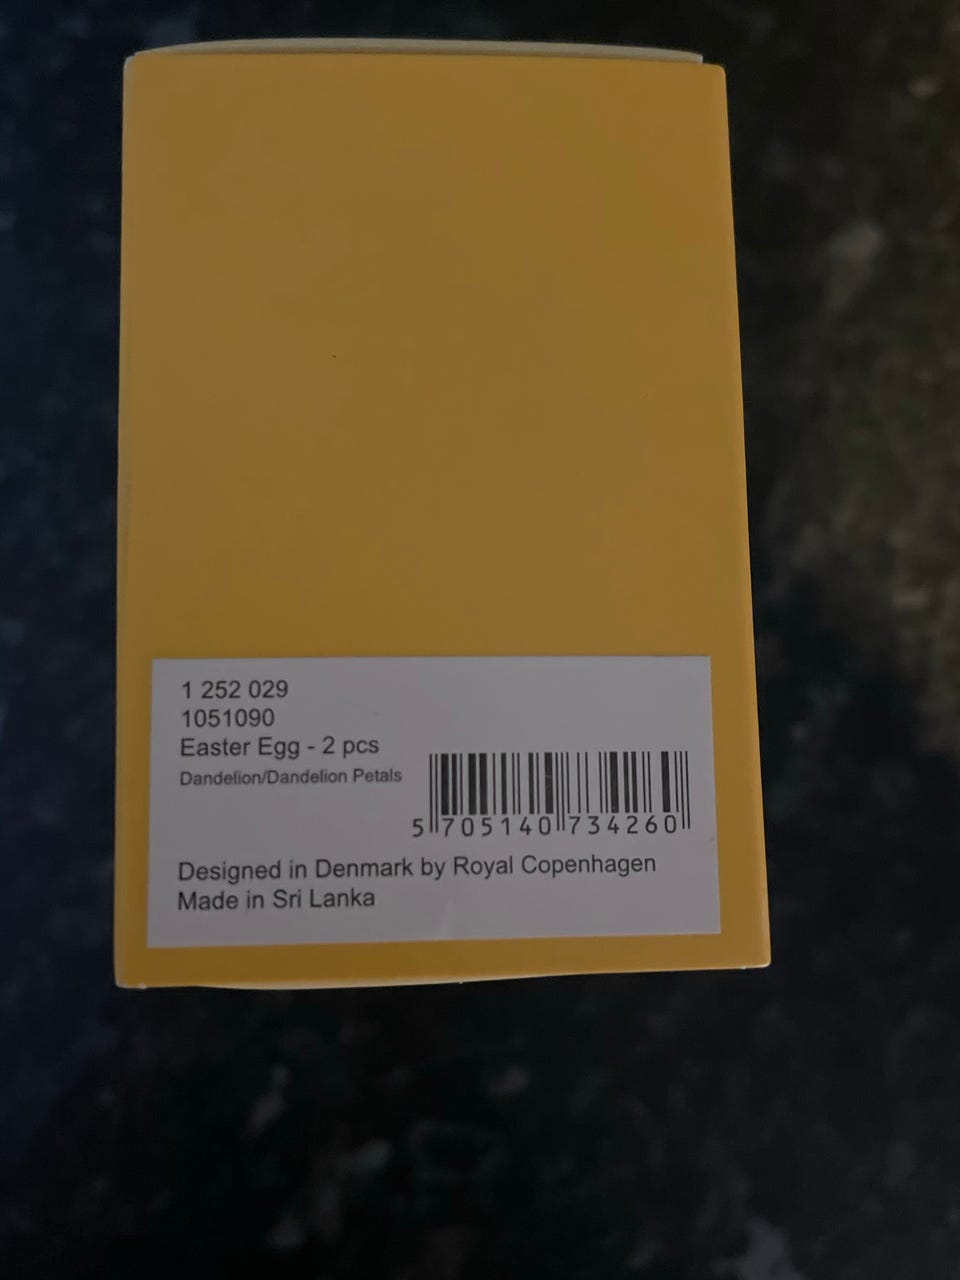 1 252 029
1051090
Easter Egg - 2 pcs
Dandelion/Dandelion Petals
5 705140 734260
Designed in Denmark by Royal Copenhagen
Made in Sri Lanka